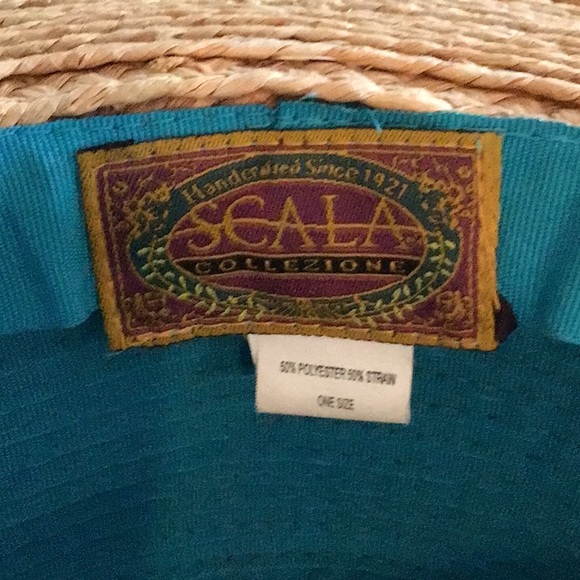 Handcrafted Since 1921
SCALA
COLLEZIONE
50% POLYESTER 50% STRAW
ONE SIZE